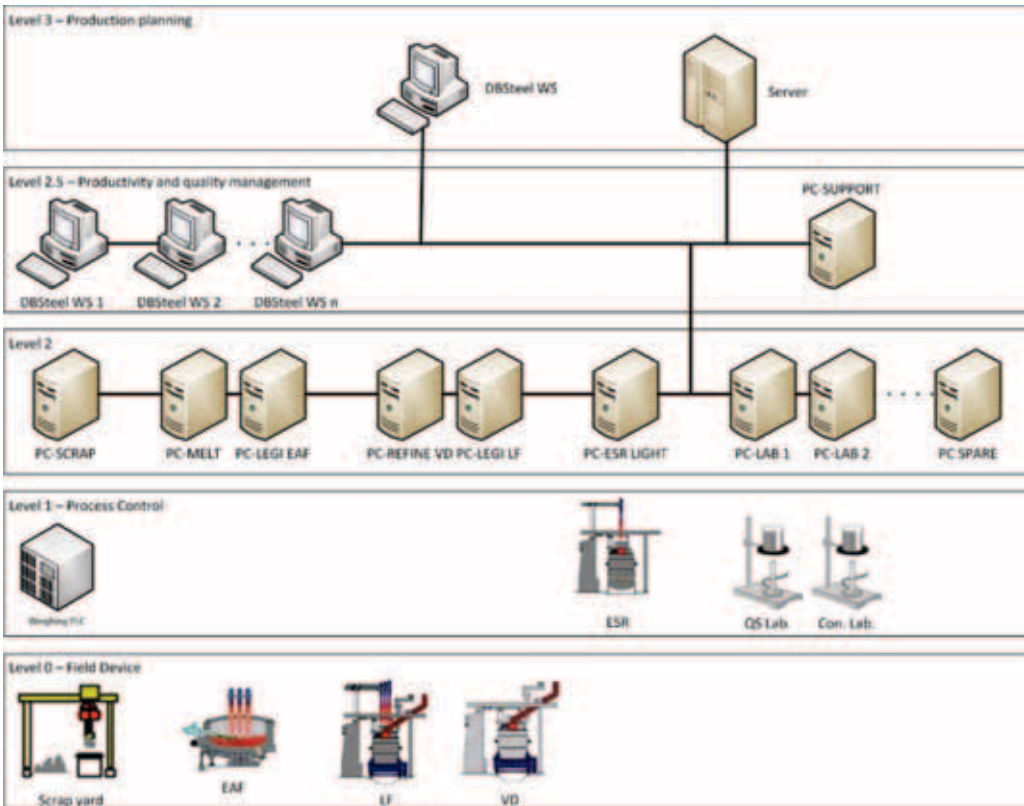 Level 3 – Production planning
DBSteel WS
Server
Level 2.5 – Productivity and quality management
PC-SUPPORT
DBSteel WS 1
DBSteel WS 2
DBSteel WS n
Level 2
PC-SCRAP
PC-MELT
PC-LEGI EAF
PC-REFINE VD
PC-LEGI LF
PC-ESR LIGHT
PC-LAB 1
PC-LAB 2
PC SPARE
Level 1 – Process Control
Weighing PLC
ESR
QS Lab.
Con. Lab.
Level 0 – Field Device
Scrap yard
EAF
LF
VD